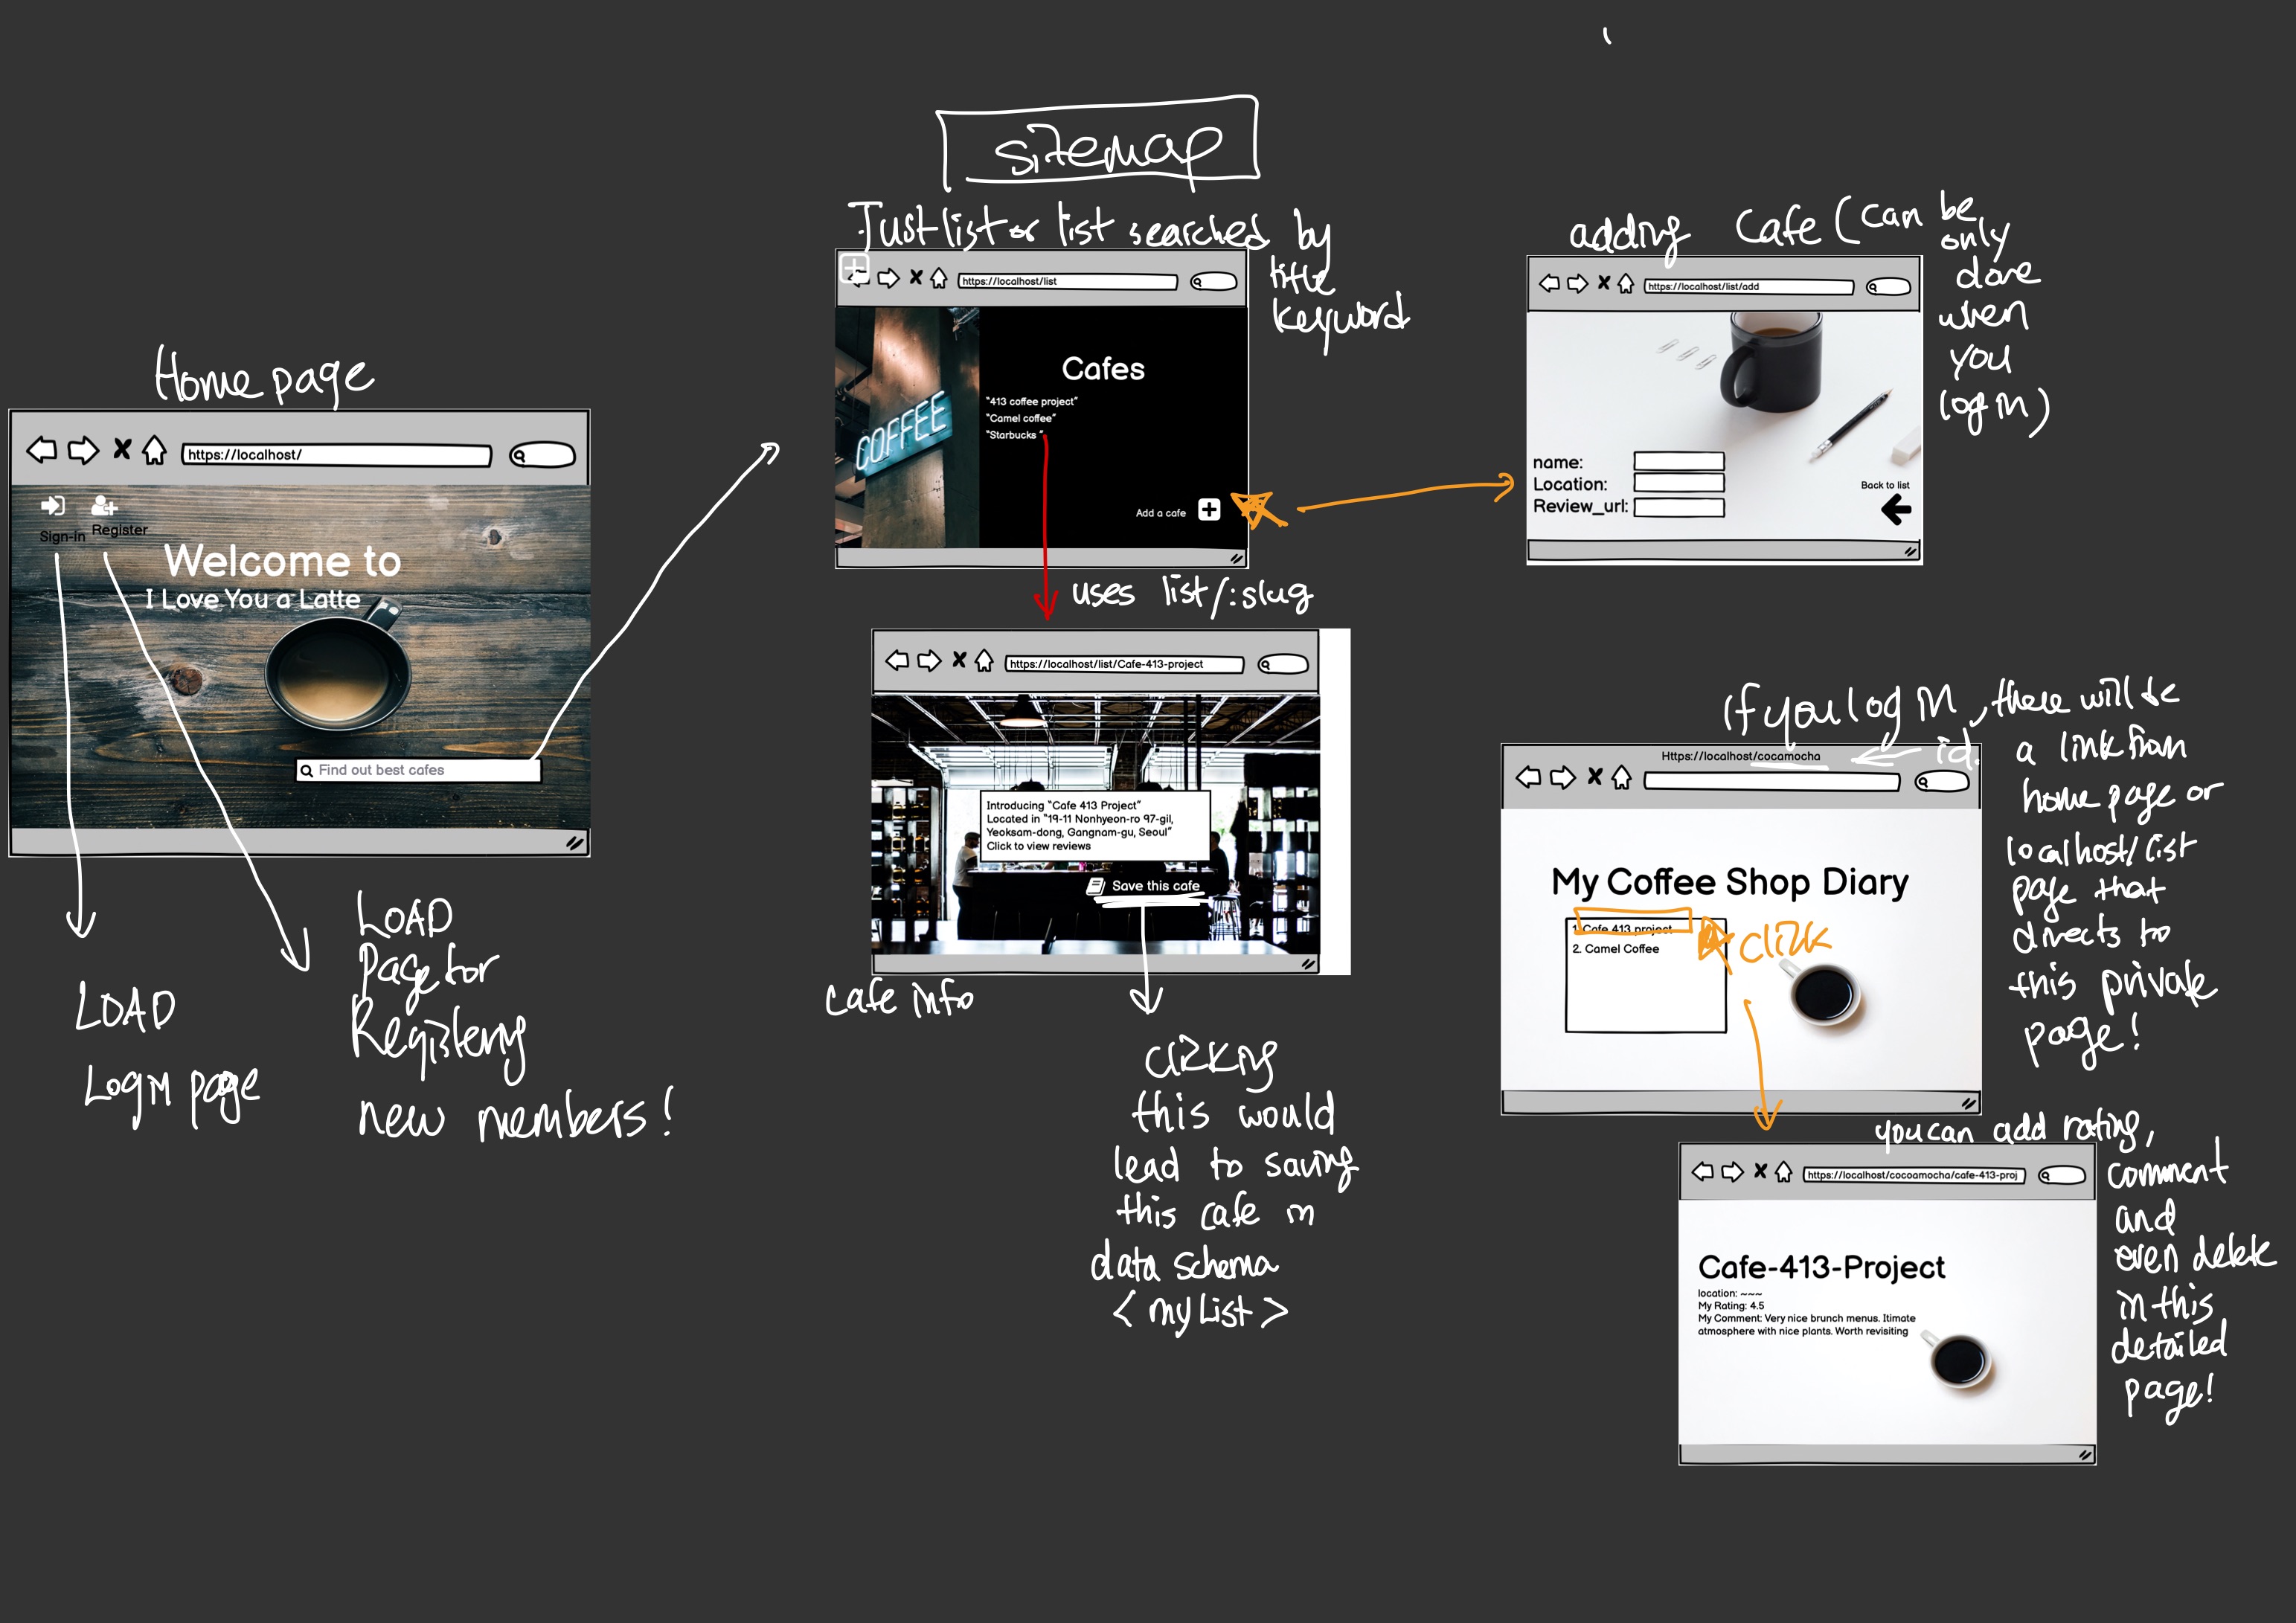 sitemap
Home page
https://localhost/
Sign-in
Register
Welcome to
I Love You a Latte
Find out best cafes
LOAD
Login page
LOAD
Page for
Registering
new members!
Just list or list searched by
title
keyword
https://localhost/list
COFFEE
Cafes
"413 coffee project"
"Camel coffee"
"Starbucks "
Add a cafe
uses list/:slug
https://localhost/list/Cafe-413-project
Introducing "Cafe 413 Project"
Located in "19-11 Nonhyeon-ro 97-gil,
Yeoksam-dong, Gangnam-gu, Seoul"
Click to view reviews
Save this cafe
cafe info
clicking
this would
lead to saving
this cafe in
data schema
< myList >
adding cafe (can be
only
done
when
you
log in)
https://localhost/list/add
name:
Location:
Review_url:
Back to list
if you log in, there will be
a link from
home page or
localhost/list
page that
directs to
this private
page!
Https://localhost/cocamocha
id.
My Coffee Shop Diary
1. Cafe 413 project
2. Camel Coffee
click
you can add rating,
comment
and
even delete
in this
detailed
page!
https://localhost/cocoamocha/cafe-413-proj
Cafe-413-Project
location: ~~~
My Rating: 4.5
My Comment: Very nice brunch menus. Itimate
atmosphere with nice plants. Worth revisiting